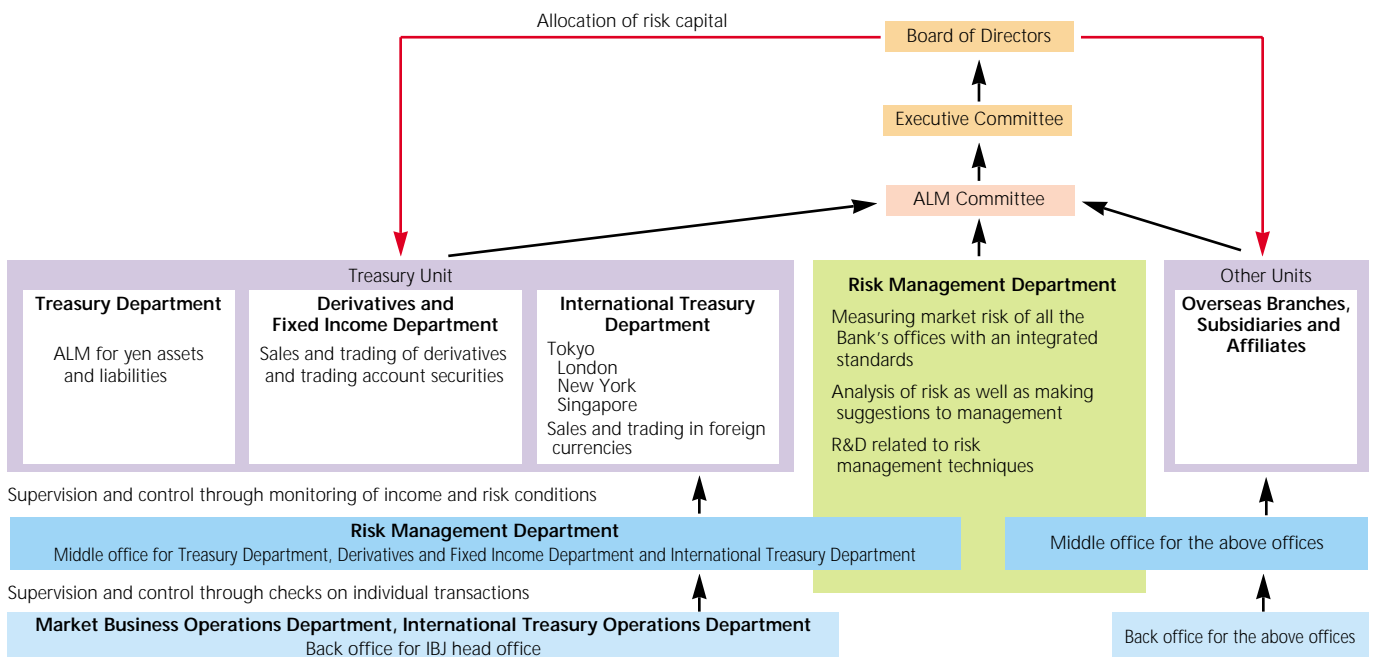 Allocation of risk capital
Board of Directors
Executive Committee
ALM Committee
Treasury Unit
Treasury Department
ALM for yen assets
and liabilities
Derivatives and
Fixed Income Department
Sales and trading of derivatives
and trading account securities
International Treasury
Department
Tokyo
London
New York
Singapore
Sales and trading in foreign
currencies
Risk Management Department
Measuring market risk of all the
Bank's offices with an integrated
standards
Analysis of risk as well as making
suggestions to management
R&D related to risk
management techniques
Other Units
Overseas Branches,
Subsidiaries and
Affiliates
Supervision and control through monitoring of income and risk conditions
Risk Management Department
Middle office for Treasury Department, Derivatives and Fixed Income Department and International Treasury Department
Middle office for the above offices
Supervision and control through checks on individual transactions
Market Business Operations Department, International Treasury Operations Department
Back office for IBJ head office
Back office for the above offices